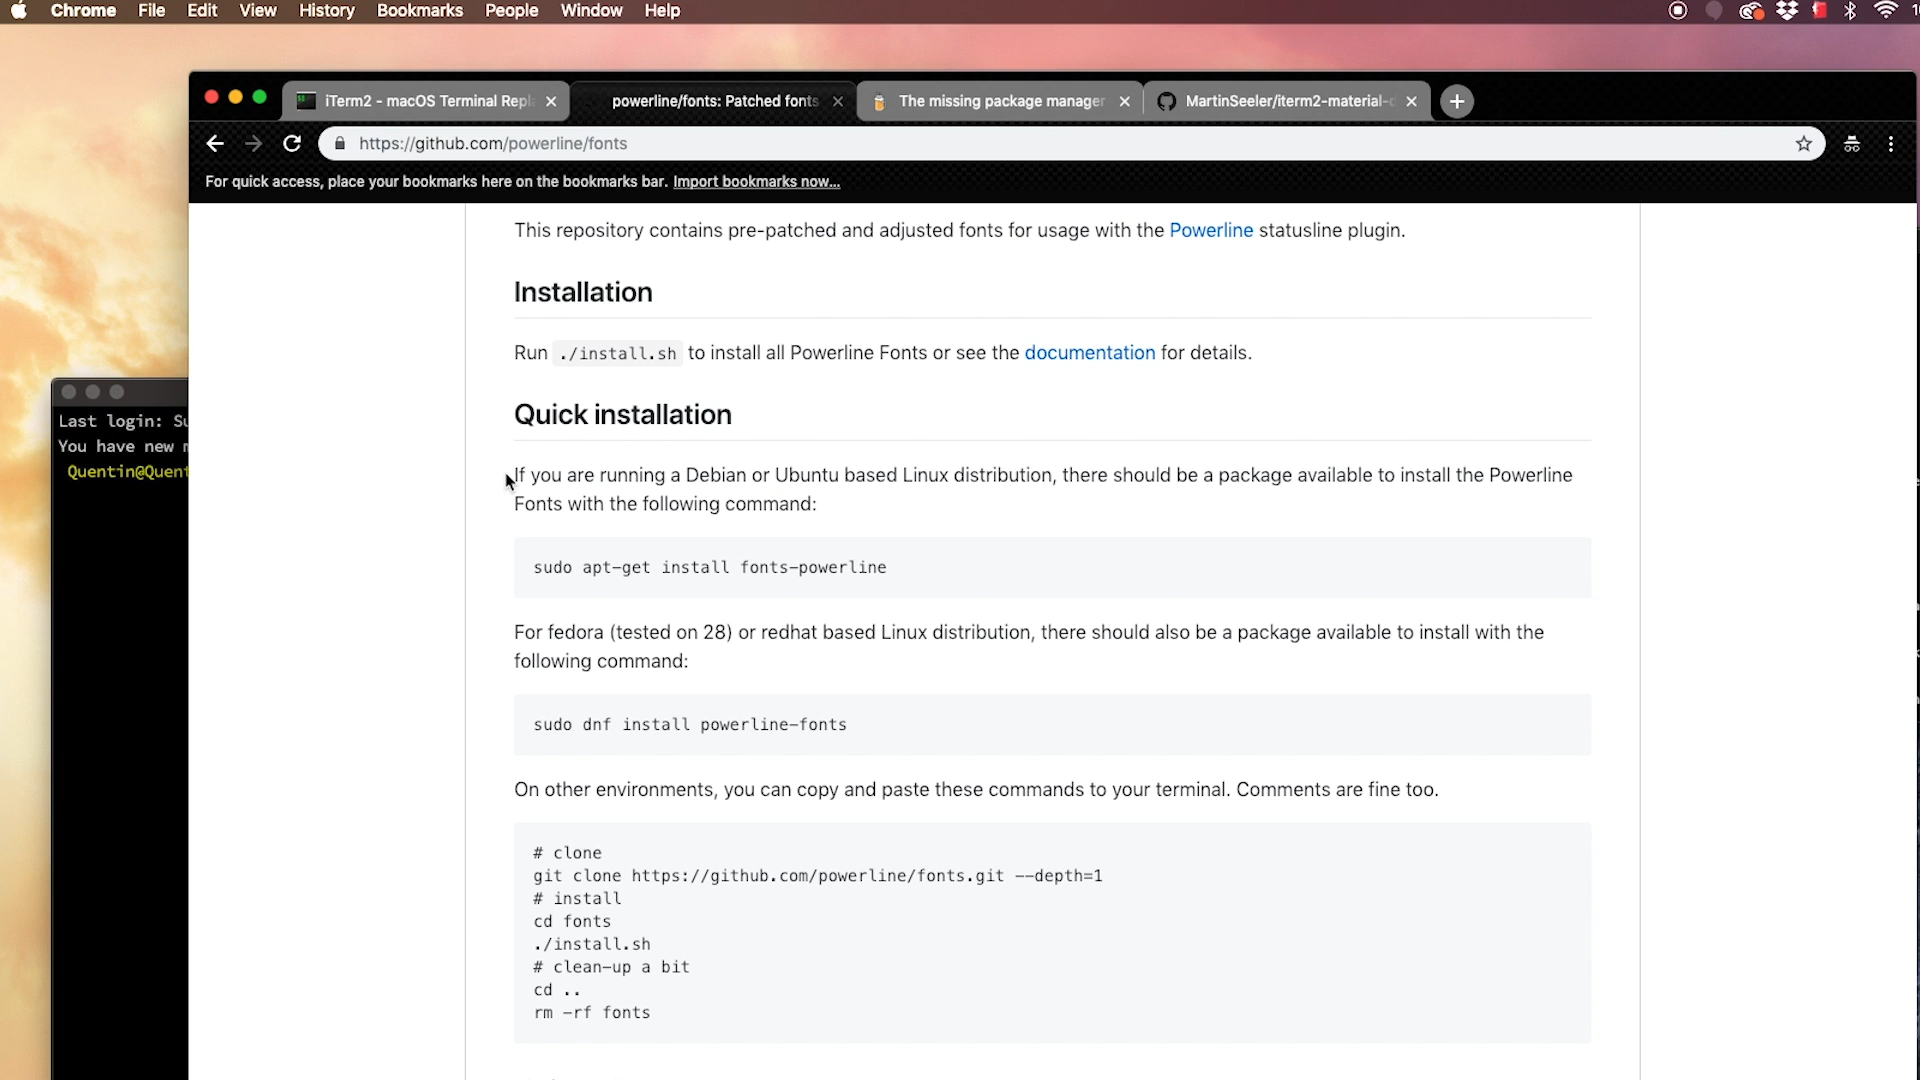 Chrome File Edit View History Bookmarks People Window Help
iTerm2 - macOS Terminal Repl
powerline/fonts: Patched fonts
The missing package manager
MartinSeeler/iterm2-material-
https://github.com/powerline/fonts
For quick access, place your bookmarks here on the bookmarks bar. Import bookmarks now...
This repository contains pre-patched and adjusted fonts for usage with the Powerline statusline plugin.
Installation
Run ./install.sh to install all Powerline Fonts or see the documentation for details.
Quick installation
If you are running a Debian or Ubuntu based Linux distribution, there should be a package available to install the Powerline
Fonts with the following command:
sudo apt-get install fonts-powerline
For fedora (tested on 28) or redhat based Linux distribution, there should also be a package available to install with the
following command:
sudo dnf install powerline-fonts
On other environments, you can copy and paste these commands to your terminal. Comments are fine too.
# clone
git clone https://github.com/powerline/fonts.git --depth=1
# install
cd fonts
./install.sh
# clean-up a bit
cd ..
rm -rf fonts
Last login: Su
You have new
Quentin@Quent